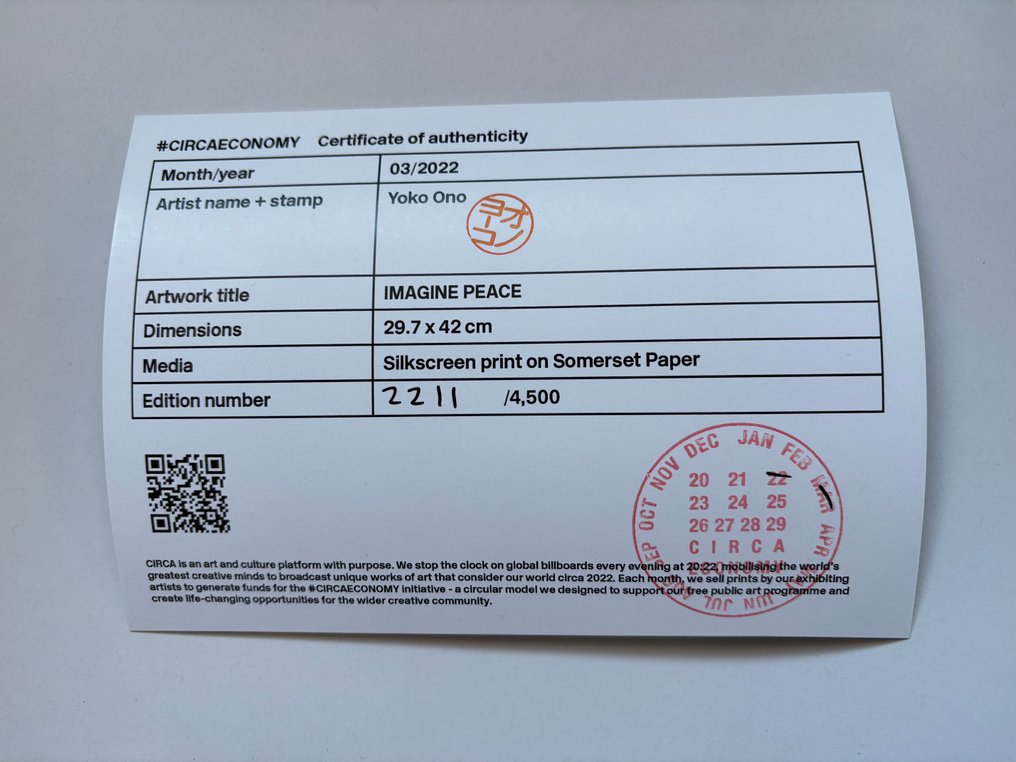 #CIRCAECONOMY Certificate of authenticity
Month/year 03/2022
Artist name + stamp Yoko Ono
ヨオ
コノ
Artwork title IMAGINE PEACE
Dimensions 29.7 x 42 cm
Media Silkscreen print on Somerset Paper
Edition number 2211 /4,500
JAN FEB MAR APR MAY JUN JUL AUG SEP OCT NOV DEC
20 21 22
23 24 25
26 27 28 29
CIRCA
ECONOMY
CIRCA is an art and culture platform with purpose. We stop the clock on global billboards every evening at 20:22, mobilising the world's
greatest creative minds to broadcast unique works of art that consider our world circa 2022. Each month, we sell prints by our exhibiting
artists to generate funds for the #CIRCAECONOMY initiative - a circular model we designed to support our free public art programme and
create life-changing opportunities for the wider creative community.